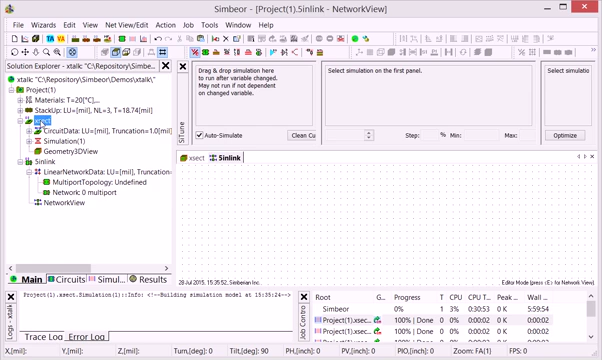 Simbeor - [Project(1).5inlink - NetworkView]
File Wizards Circuit View Net View/Edit Action Tools Window Help
Solution Explorer - xtalk "C:\Repository\Simbe...
xtalk "C:\Repository\Simbeor\Demos\xtalk\"
Project(1)
Materials: T=20[°C],...
StackUp: LU=[mil], NL=3, T=18.74[mil]
xsect
CircuitData: LU=[mil], Truncation=1.0[mil]
Simulation(1)
Geometry3DView
5inlink
LinearNetworkData: LU=[mil], Truncation=
MultiportTopology: Undefined
Network: 0 multiport
NetworkView
Main Circuits Simul... Results
SiTune
Drag & drop simulation here
to run after variable changed.
May not run if not dependent
on changed variable.
Auto-Simulate Clean Cu
Select simulation on the first panel.
Step: % Min: Max:
Select simulatio
Optimize
xsect 5inlink
28 Jul 2015, 15:35:52, Simberian Inc.
Editor Mode (press <E> for Network View)
Logs - xtalk
Project(1).xsect.Simulation(1)::Info: <!--Building simulation model at 15:35:24-->
Trace Log Error Log
Job Contro
Root G... Progress T... CPU CPU T... Peak ... Wall ...
Simbeor 0% 1 3% 0:30:53 0 K 5:59:54
Project(1).xsec... 100% | Done 0 0% 0:00:02 0 K 0:00:02
Project(1).xsec... 100% | Done 0 0% 0:00:02 0 K 0:00:02
X,[mil]: Y,[mil]: Z,[mil]: Turn,[deg]: 0 Tilt,[deg]: 90 PH,[inch]: 0 PV,[inch]: 0 PIO,[inch]: 0 Zoom: FA(1) FPS: 0